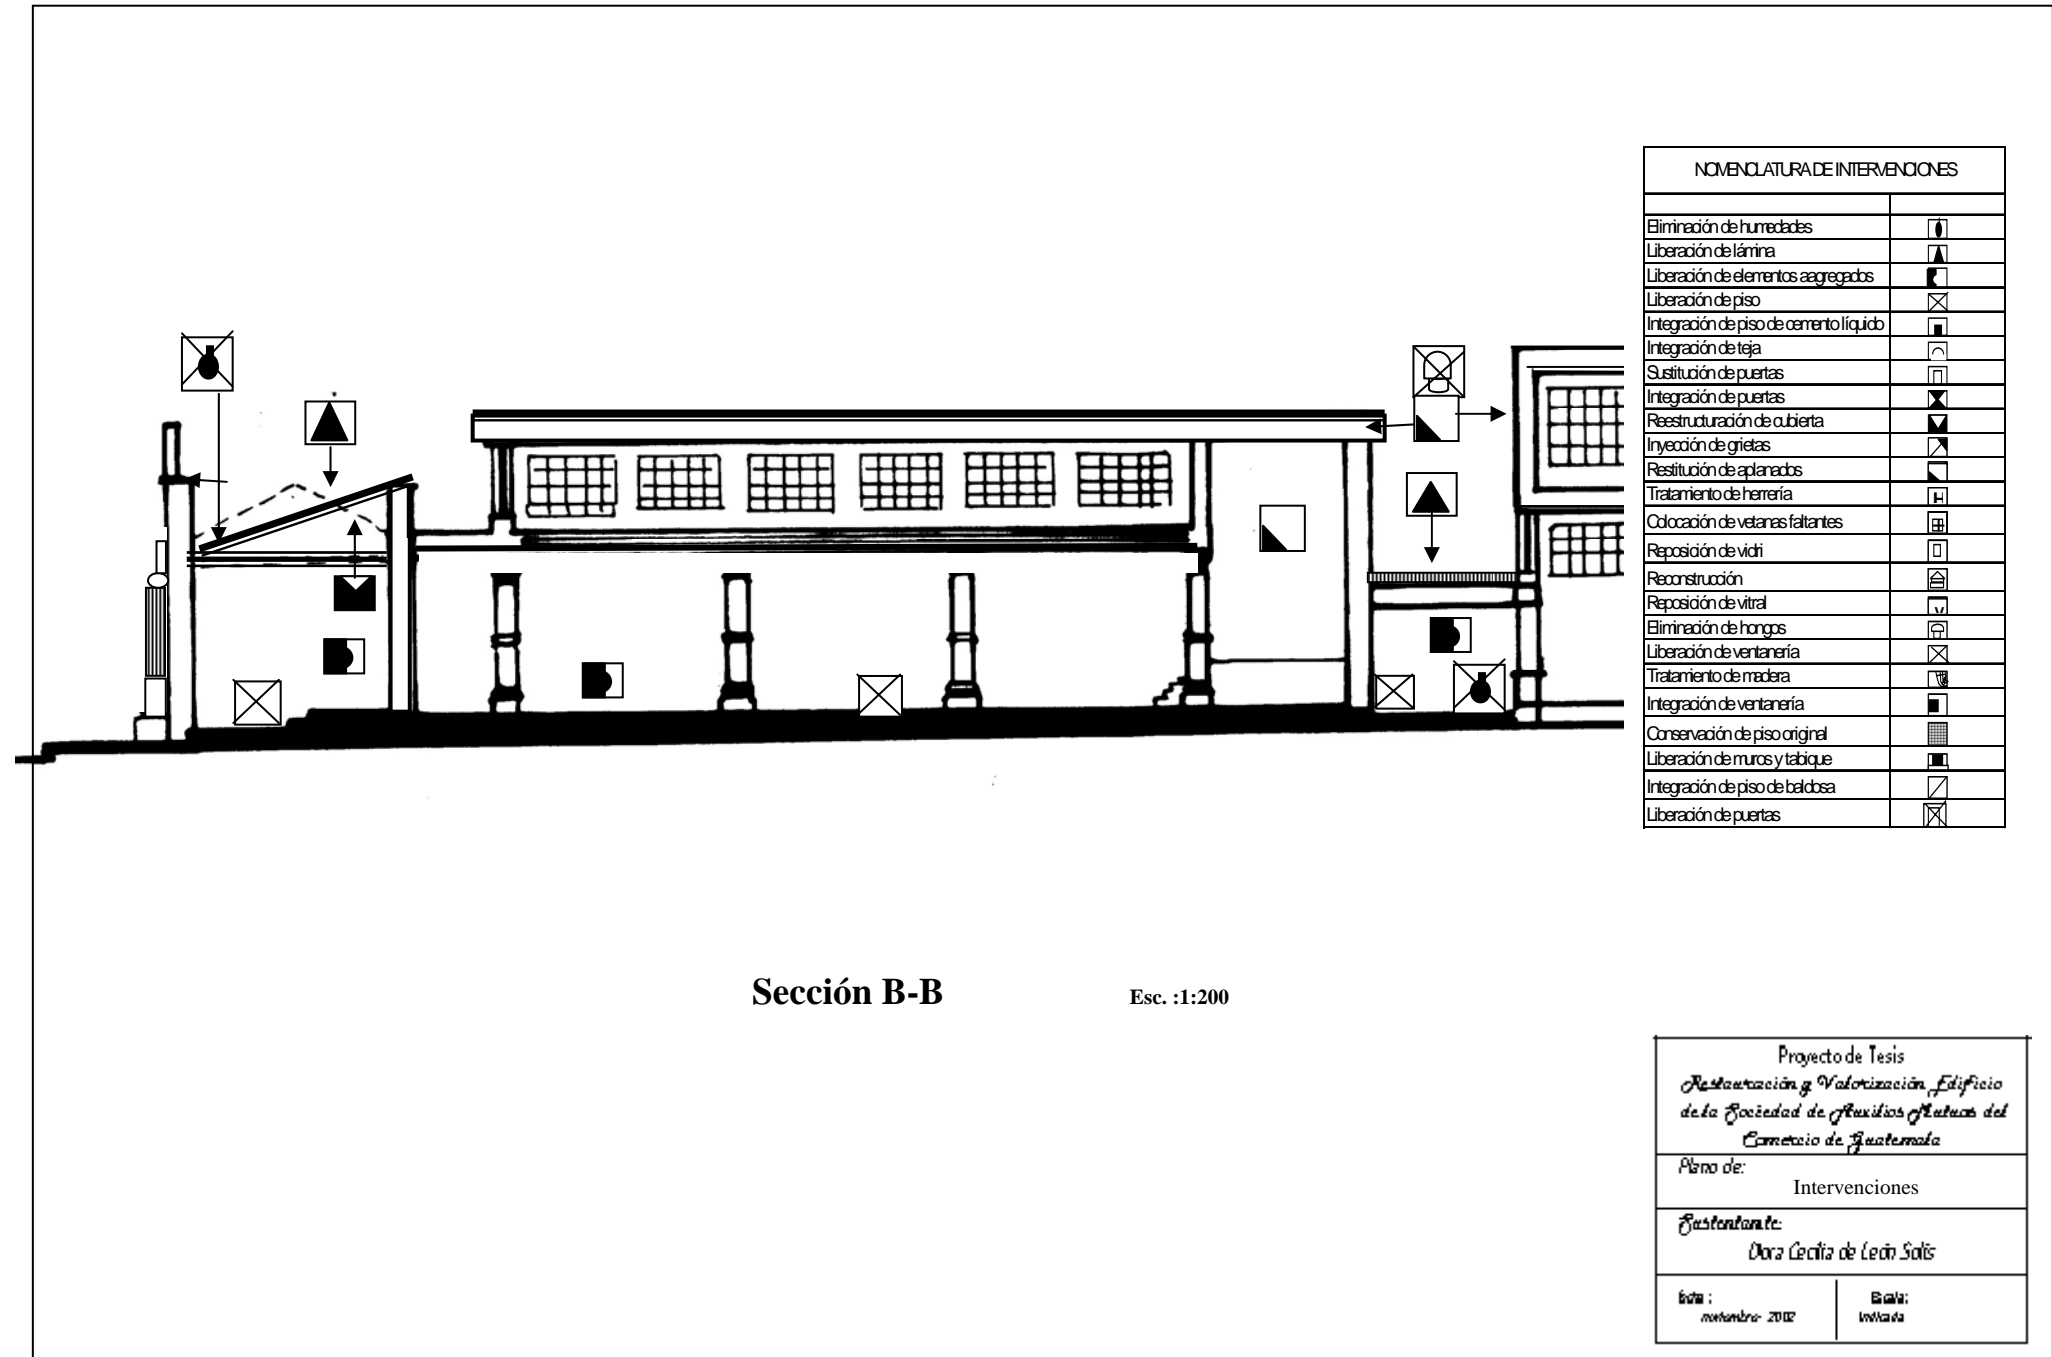 NOMENCLATURA DE INTERVENCIONES
Eliminación de humedades
Liberación de lámina
Liberación de elementos aagregados
Liberación de piso
Integración de piso de cemento líquido
Integración de teja
Sustitución de puertas
Integración de puertas
Reestructuración de cubierta
Inyección de grietas
Restitución de aplanados
Tratamiento de herrería
Colocación de vetanas faltantes
Reposición de vidri
Reconstrucción
Reposición de vitral
Eliminación de hongos
Liberación de ventanería
Tratamiento de madera
Integración de ventanería
Conservación de piso original
Liberación de muros y tabique
Integración de piso de baldosa
Liberación de puertas
Sección B-B Esc. :1:200
Proyecto de Tesis
Restauración y Valorización Edificio
de la Sociedad de Auxilios Mutuos del
Comercio de Guatemala
Plano de:
Intervenciones
Sustentante:
Dora Cecilia de León Solis
fecha : Escala:
noviembre- 2002 indicada